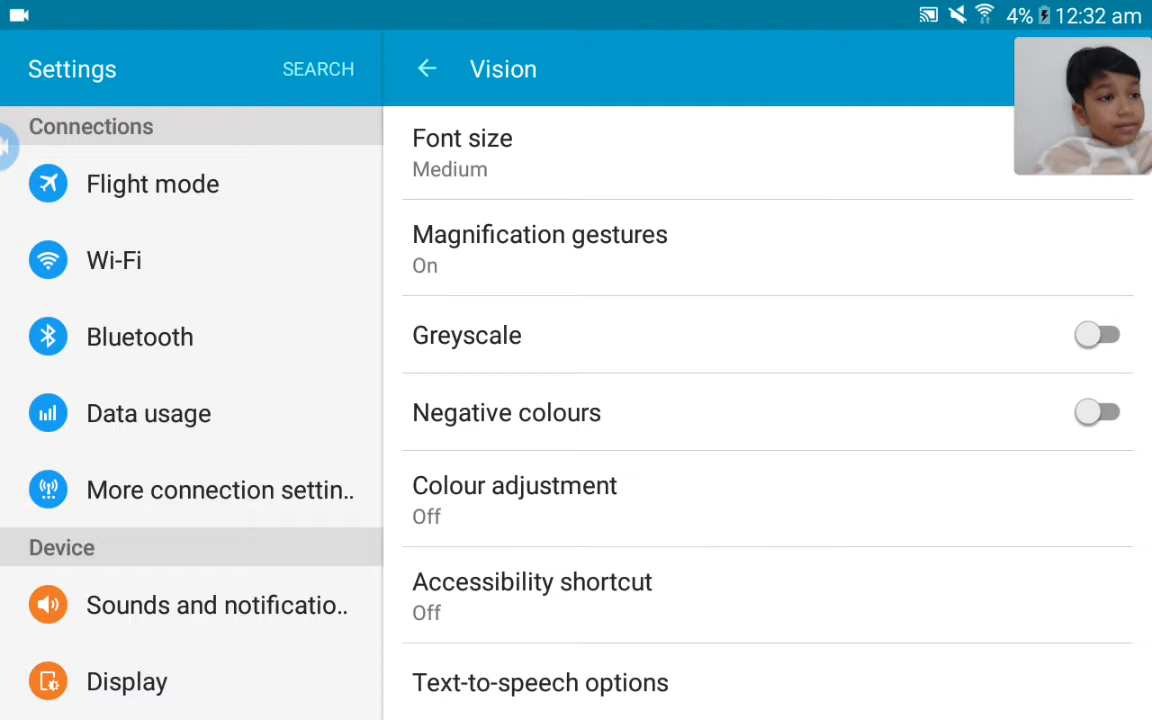 4% 12:32 am
Settings
SEARCH
Connections
Flight mode
Wi-Fi
Bluetooth
Data usage
More connection settin..
Device
Sounds and notificatio..
Display
Vision
Font size
Medium
Magnification gestures
On
Greyscale
Negative colours
Colour adjustment
Off
Accessibility shortcut
Off
Text-to-speech options